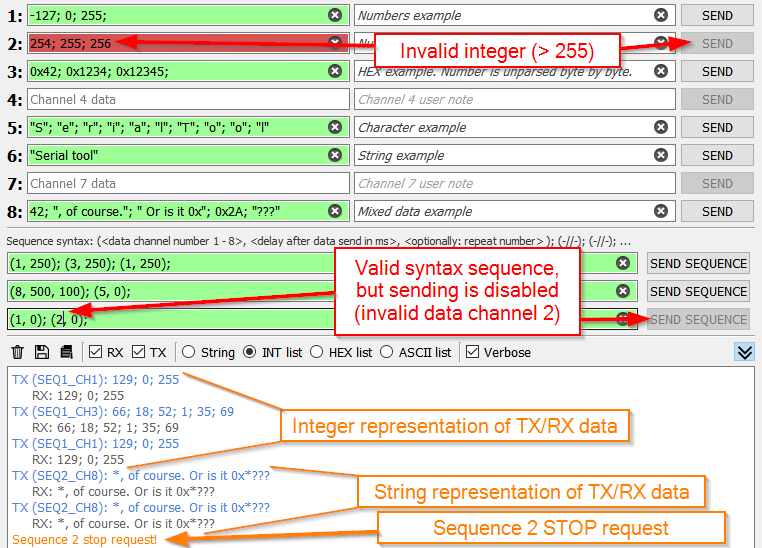 1: -127; 0; 255; Numbers example SEND
2: 254; 255; 256 SEND
Invalid integer (> 255)
3: 0x42; 0x1234; 0x12345; HEX example. Number is unparsed byte by byte. SEND
4: Channel 4 data Channel 4 user note SEND
5: "S"; "e"; "r"; "i"; "a"; "l"; "T"; "o"; "o"; "l" Character example SEND
6: "Serial tool" String example SEND
7: Channel 7 data Channel 7 user note SEND
8: 42; ", of course."; " Or is it 0x"; 0x2A; "???" Mixed data example SEND
Sequence syntax: (<data channel number 1 - 8>, <delay after data send in ms>, <optionally: repeat number> ); (-//-); (-//-); ...
(1, 250); (3, 250); (1, 250); SEND SEQUENCE
(8, 500, 100); (5, 0); SEND SEQUENCE
(1, 0); (2, 0); SEND SEQUENCE
Valid syntax sequence,
but sending is disabled
(invalid data channel 2)
RX TX String INT list HEX list ASCII list Verbose
TX (SEQ1_CH1): 129; 0; 255
RX: 129; 0; 255
TX (SEQ1_CH3): 66; 18; 52; 1; 35; 69
RX: 66; 18; 52; 1; 35; 69
TX (SEQ1_CH1): 129; 0; 255
RX: 129; 0; 255
TX (SEQ2_CH8): *, of course. Or is it 0x*???
RX: *, of course. Or is it 0x*???
TX (SEQ2_CH8): *, of course. Or is it 0x*???
RX: *, of course. Or is it 0x*???
Sequence 2 stop request!
Integer representation of TX/RX data
String representation of TX/RX data
Sequence 2 STOP request